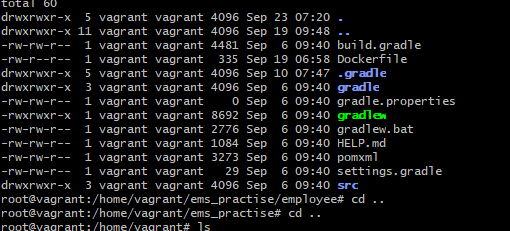 total 60
drwxrwxr-x  5 vagrant vagrant 4096 Sep 23 07:20 .
drwxrwxr-x 11 vagrant vagrant 4096 Sep 19 09:48 ..
-rw-rw-r--  1 vagrant vagrant 4481 Sep  6 09:40 build.gradle
-rw-r--r--  1 vagrant vagrant  335 Sep 19 06:58 Dockerfile
drwxrwxr-x  5 vagrant vagrant 4096 Sep 10 07:47 .gradle
drwxrwxr-x  3 vagrant vagrant 4096 Sep  6 09:40 gradle
-rw-rw-r--  1 vagrant vagrant    0 Sep  6 09:40 gradle.properties
-rwxrwxr-x  1 vagrant vagrant 8692 Sep  6 09:40 gradlew
-rw-rw-r--  1 vagrant vagrant 2776 Sep  6 09:40 gradlew.bat
-rw-rw-r--  1 vagrant vagrant 1084 Sep  6 09:40 HELP.md
-rw-rw-r--  1 vagrant vagrant 3273 Sep  6 09:40 pomxml
-rw-rw-r--  1 vagrant vagrant   29 Sep  6 09:40 settings.gradle
drwxrwxr-x  3 vagrant vagrant 4096 Sep  6 09:40 src
root@vagrant:/home/vagrant/ems_practise/employee# cd ..
root@vagrant:/home/vagrant/ems_practise# cd ..
root@vagrant:/home/vagrant# ls